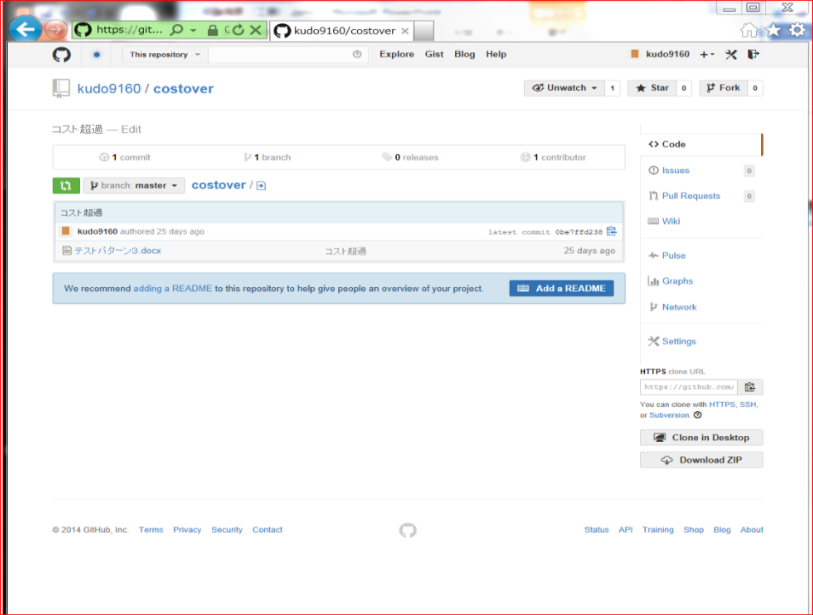 https://git...
kudo9160/costover
This repository
Explore Gist Blog Help
kudo9160
kudo9160 / costover
Unwatch 1
Star 0
Fork 0
コスト超過 — Edit
1 commit
1 branch
0 releases
1 contributor
branch: master
costover /
コスト超過
kudo9160 authored 25 days ago
latest commit 0be7ffd238
テストパターン3.docx
コスト超過
25 days ago
We recommend adding a README to this repository to help give people an overview of your project.
Add a README
Code
Issues 0
Pull Requests 0
Wiki
Pulse
Graphs
Network
Settings
HTTPS clone URL
https://github.com/
You can clone with HTTPS, SSH,
or Subversion.
Clone in Desktop
Download ZIP
© 2014 GitHub, Inc. Terms Privacy Security Contact
Status API Training Shop Blog About